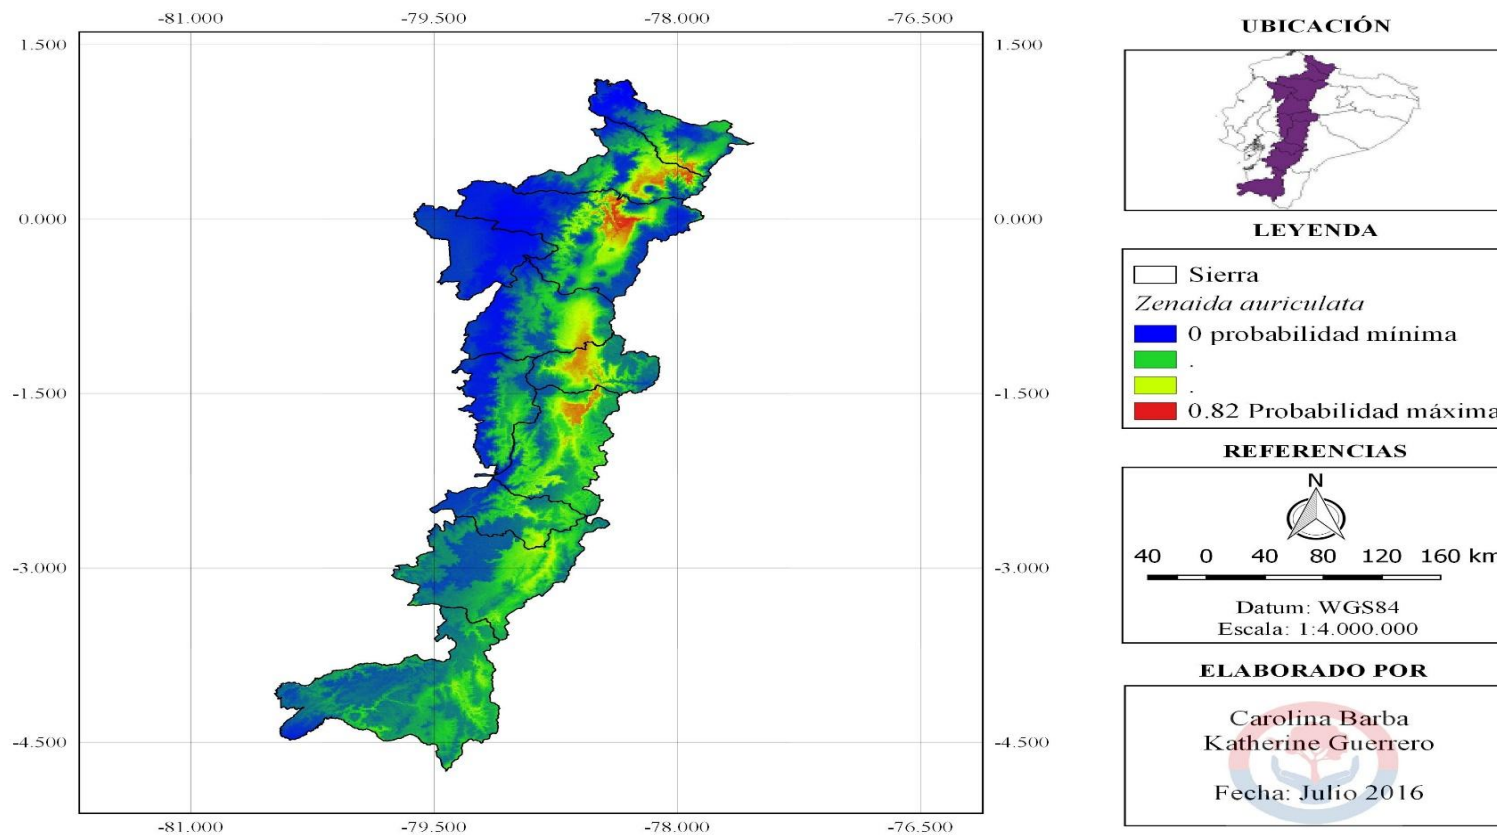 -81.000 -79.500 -78.000 -76.500
1.500 1.500
0.000 0.000
-1.500 -1.500
-3.000 -3.000
-4.500 -4.500
-81.000 -79.500 -78.000 -76.500
UBICACIÓN
LEYENDA
Sierra
Zenaida auriculata
0 probabilidad mínima
.
.
0.82 Probabilidad máxima
REFERENCIAS
N
40 0 40 80 120 160 km
Datum: WGS84
Escala: 1:4.000.000
ELABORADO POR
Carolina Barba
Katherine Guerrero
Fecha: Julio 2016